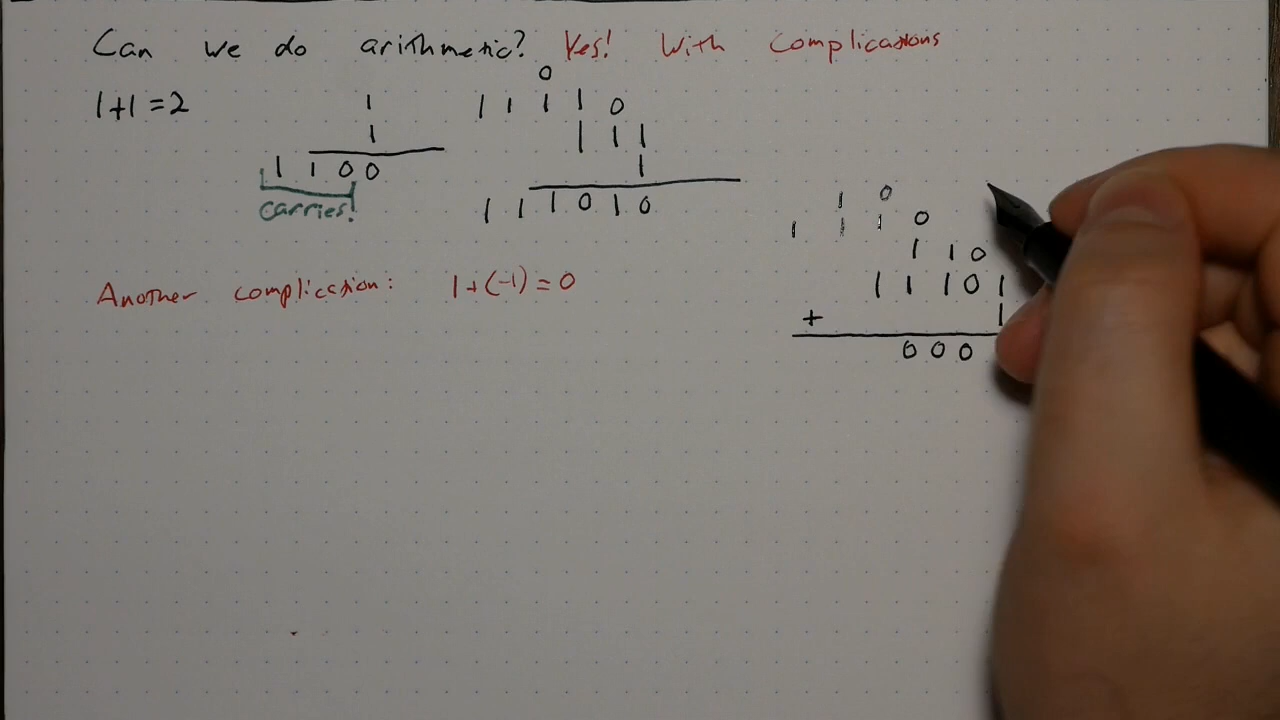 Can we do arithmetic? Yes! With complications
1+1=2
1
1
1 1 0 0
carries!
0
1 1 1 1 0
1 1 1
1
1 1 1 0 1 0
1 0
1 1 1 0
1 1 0
1 1 1 0 1
+ 1
0 0 0
Another complication: 1+(-1)=0